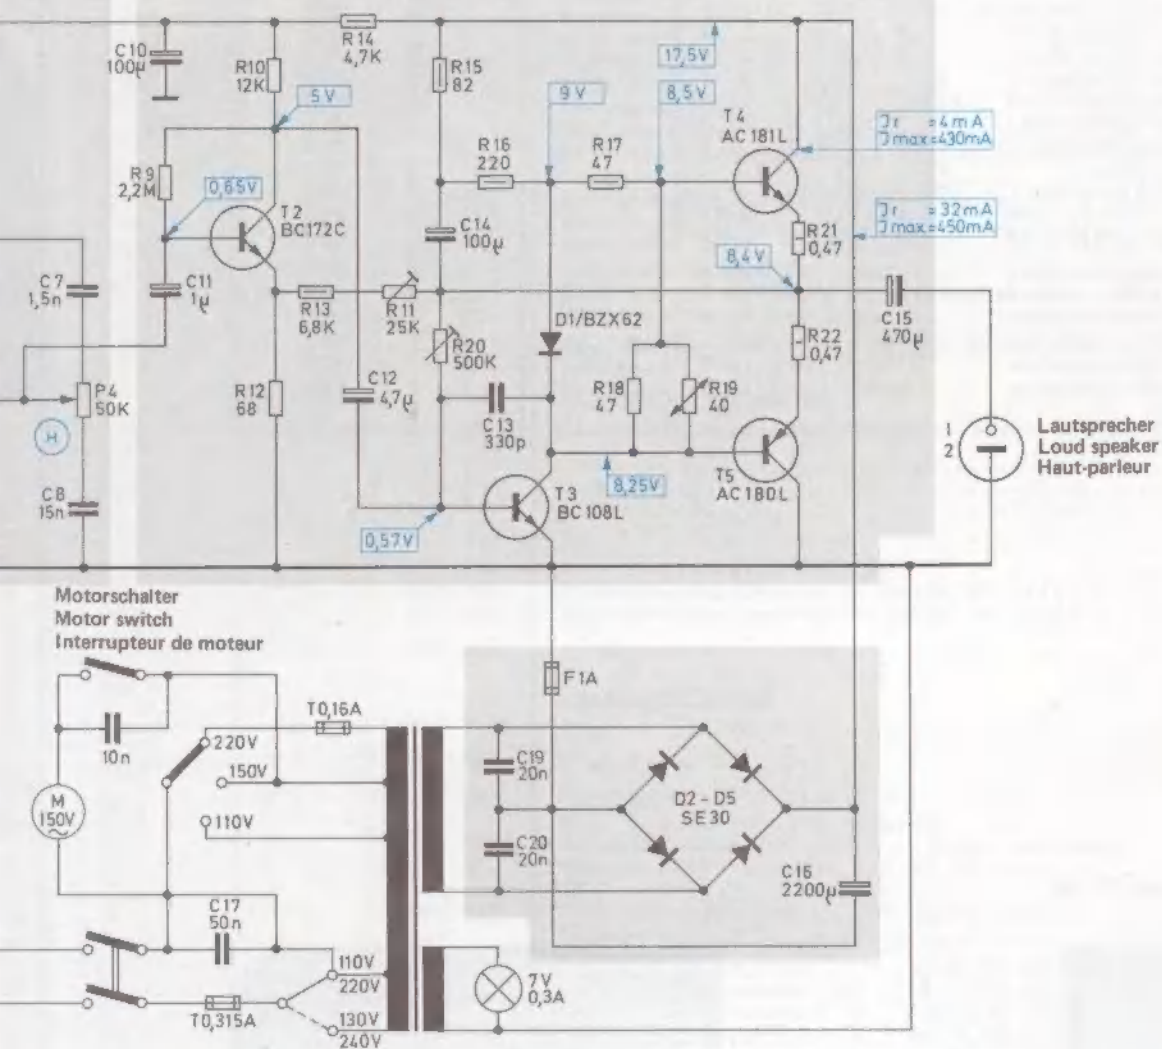 R14
4,7K
C10
100µ
R10
12K
R15
82
17,5V
5V
9V
8,5V
T4
AC181L
Jr = 4mA
Jmax=430mA
R16
220
R17
47
R9
2,2M
0,65V
T2
BC172C
C14
100µ
R21
0,47
Jr = 32mA
Jmax=450mA
8,4V
C7
1,5n
C11
1µ
R13
6,8K
R11
25K
D1/BZX62
C15
470µ
R20
500K
R22
0,47
P4
50K
R12
68
C12
4,7µ
C13
330p
R18
47
R19
40
H
1
2
Lautsprecher
Loud speaker
Haut-parleur
C8
15n
T3
BC108L
8,25V
T5
AC180L
0,57V
Motorschalter
Motor switch
Interrupteur de moteur
F1A
T0,16A
10n
220V
150V
C19
20n
M
150V
~
110V
D2-D5
SE30
C20
20n
C16
2200µ
C17
50n
110V
220V
7V
0,3A
T0,315A
130V
240V